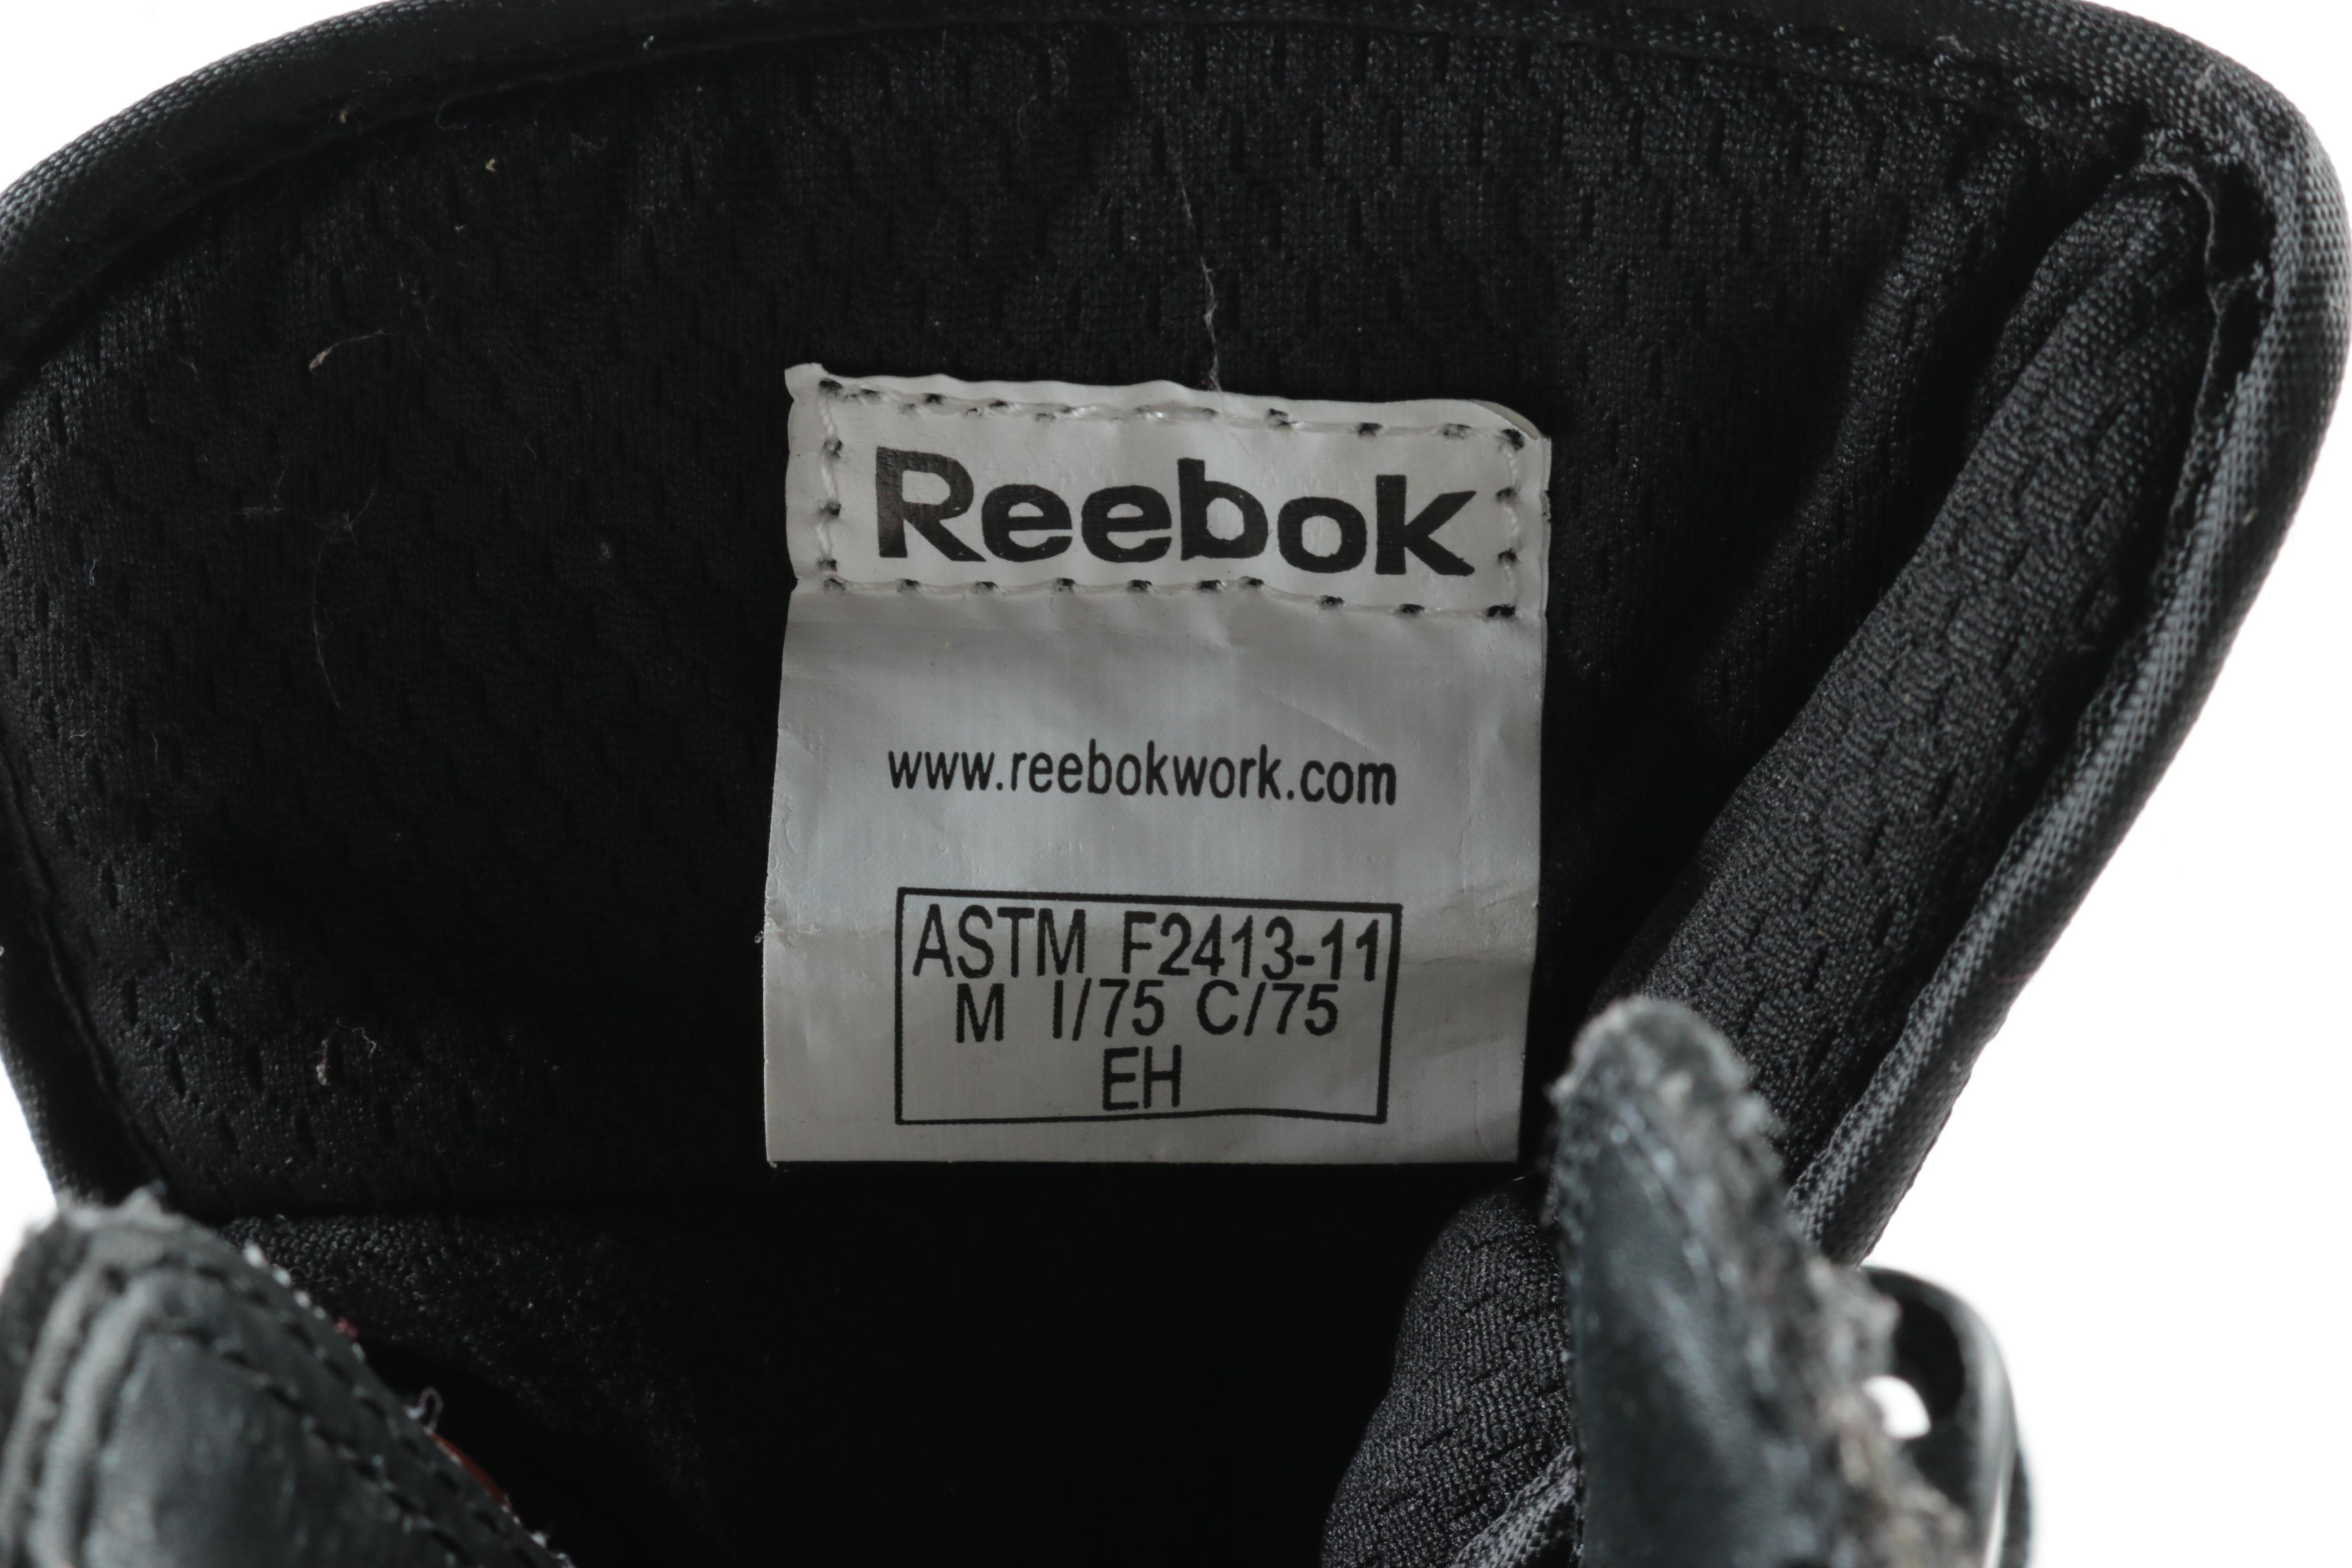 Reebok
www.reebokwork.com
ASTM F2413-11
M I/75 C/75
EH